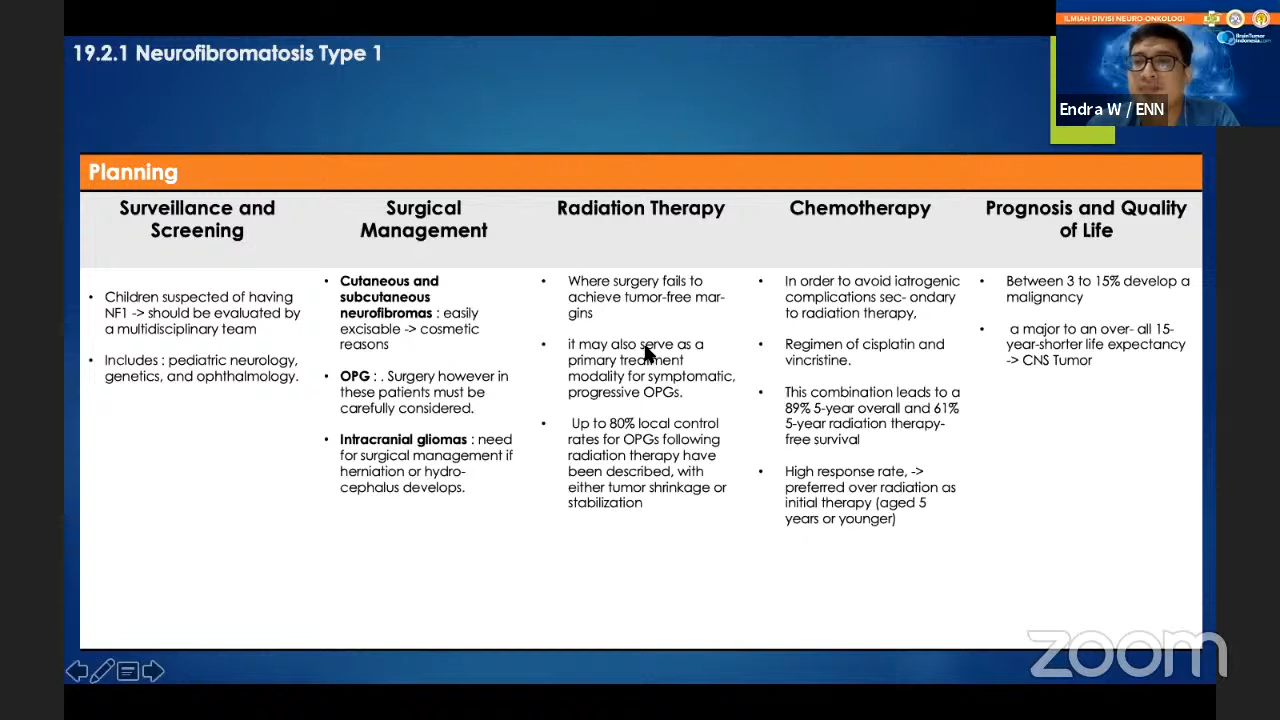 ILMIAH DIVISI NEURO-ONKOLOGI
BrainTumor
Indonesia.com
Endra W / ENN
19.2.1 Neurofibromatosis Type 1
Planning
Surveillance and
Screening
Children suspected of having
NF1 -> should be evaluated by
a multidisciplinary team
Includes : pediatric neurology,
genetics, and ophthalmology.
Surgical
Management
Cutaneous and
subcutaneous
neurofibromas : easily
excisable -> cosmetic
reasons
OPG : . Surgery however in
these patients must be
carefully considered.
Intracranial gliomas : need
for surgical management if
herniation or hydro-
cephalus develops.
Radiation Therapy
Where surgery fails to
achieve tumor-free mar-
gins
it may also serve as a
primary treatment
modality for symptomatic,
progressive OPGs.
Up to 80% local control
rates for OPGs following
radiation therapy have
been described, with
either tumor shrinkage or
stabilization
Chemotherapy
In order to avoid iatrogenic
complications sec- ondary
to radiation therapy,
Regimen of cisplatin and
vincristine.
This combination leads to a
89% 5-year overall and 61%
5-year radiation therapy-
free survival
High response rate, ->
preferred over radiation as
initial therapy (aged 5
years or younger)
Prognosis and Quality
of Life
Between 3 to 15% develop a
malignancy
a major to an over- all 15-
year-shorter life expectancy
-> CNS Tumor
zoom